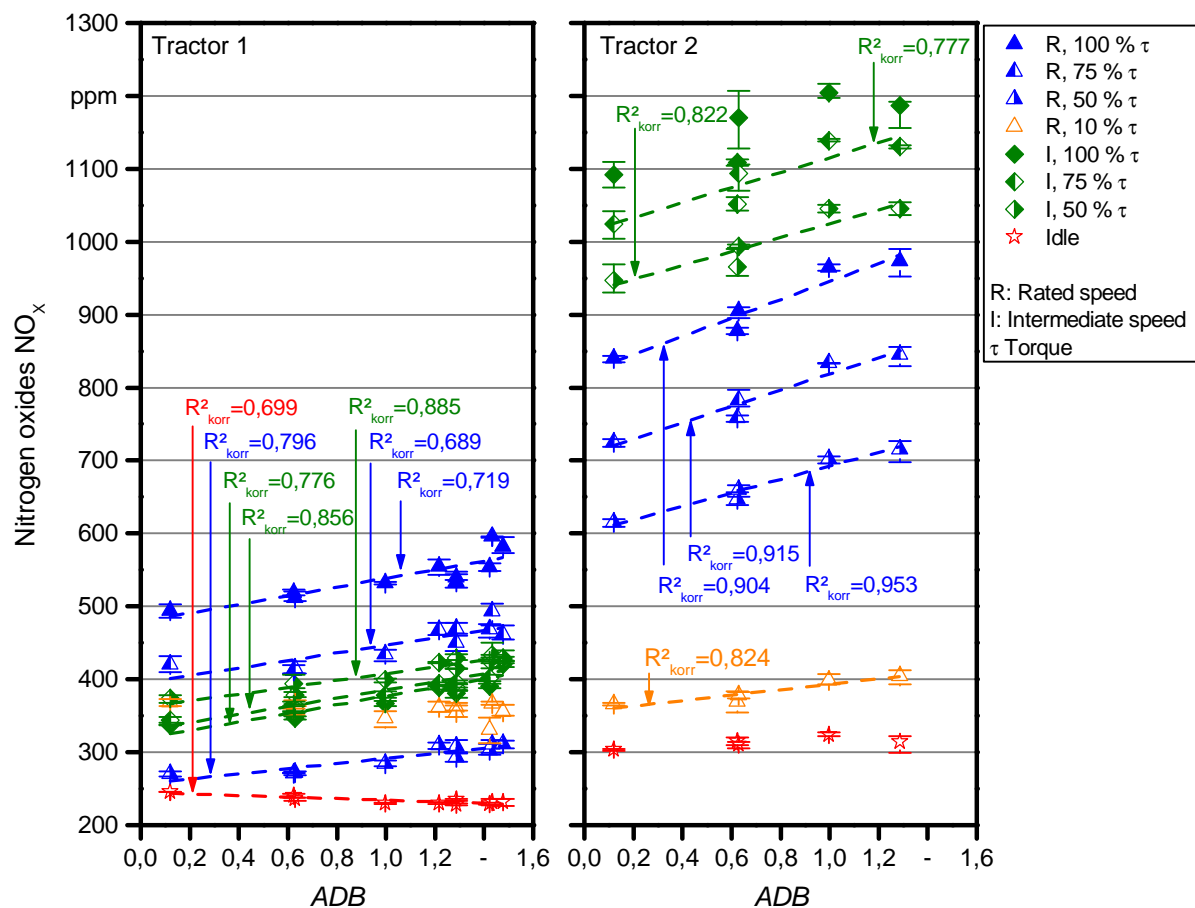 1300
ppm
1100
1000
900
800
700
600
500
400
300
200
Nitrogen oxides NOX
Tractor 1
R²korr=0,699
R²korr=0,885
R²korr=0,796
R²korr=0,689
R²korr=0,776
R²korr=0,719
R²korr=0,856
0,0 0,2 0,4 0,6 0,8 1,0 1,2 - 1,6
ADB
Tractor 2
R²korr=0,777
R²korr=0,822
R²korr=0,915
R²korr=0,904
R²korr=0,953
R²korr=0,824
0,0 0,2 0,4 0,6 0,8 1,0 1,2 - 1,6
ADB
R, 100 % τ
R, 75 % τ
R, 50 % τ
R, 10 % τ
I, 100 % τ
I, 75 % τ
I, 50 % τ
Idle
R: Rated speed
I: Intermediate speed
τ Torque